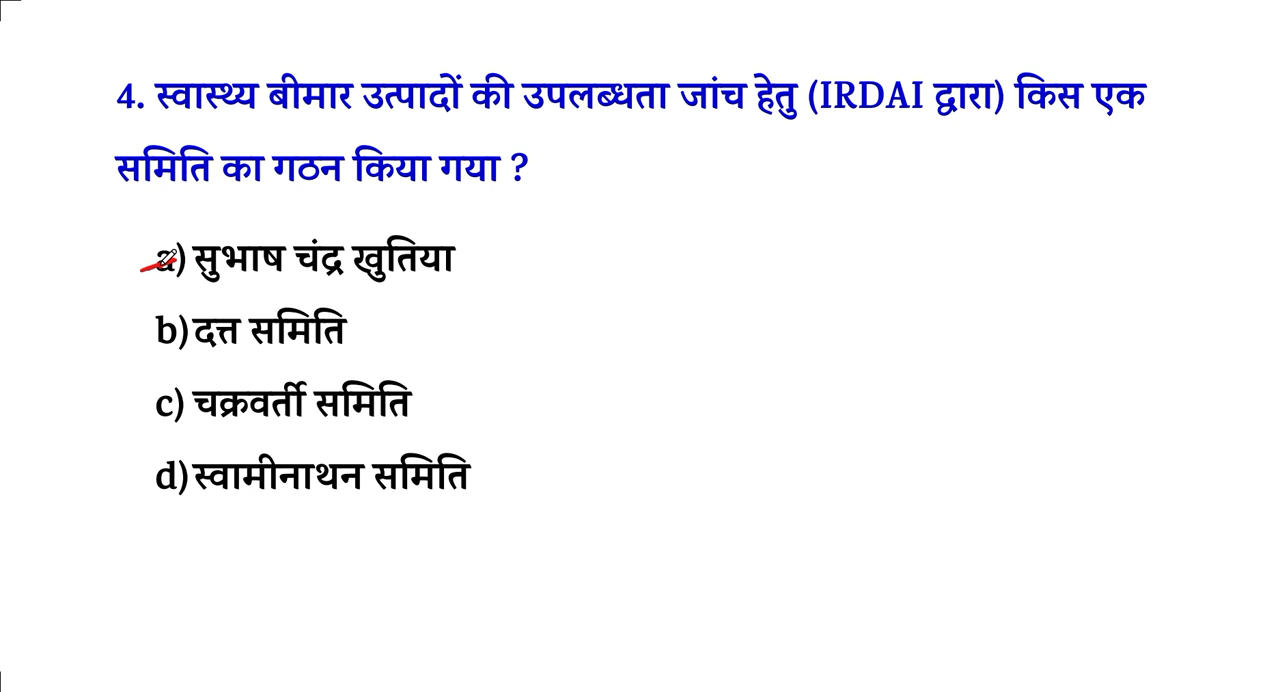 4. स्वास्थ्य बीमार उत्पादों की उपलब्धता जांच हेतु (IRDAI द्वारा) किस एक
समिति का गठन किया गया ?
a) सुभाष चंद्र खुतिया
b) दत्त समिति
c) चक्रवर्ती समिति
d) स्वामीनाथन समिति